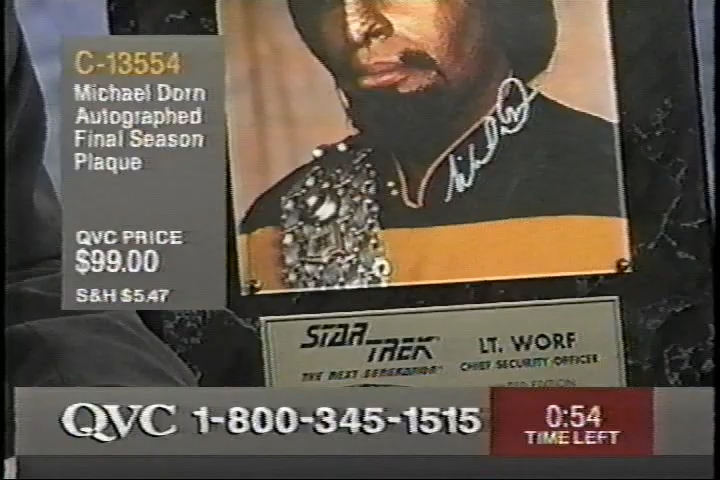 C-13554
Michael Dorn
Autographed
Final Season
Plaque
QVC PRICE
$99.00
S&H $5.47
STAR TREK
THE NEXT GENERATION
LT. WORF
CHIEF SECURITY OFFICER
EDITION
QVC 1-800-345-1515
0:54
TIME LEFT